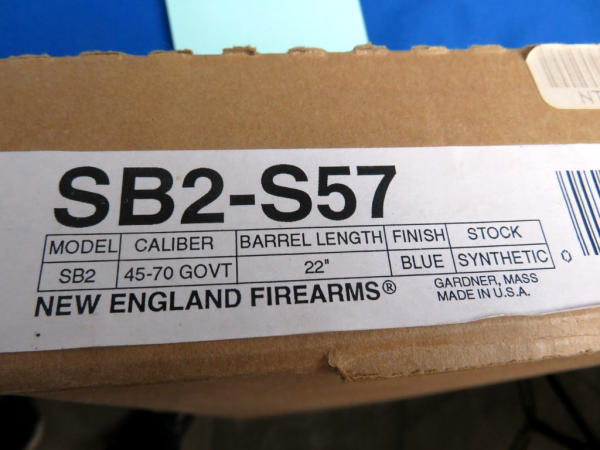 SB2-S57
MODEL CALIBER BARREL LENGTH FINISH STOCK
SB2 45-70 GOVT 22" BLUE SYNTHETIC
NEW ENGLAND FIREARMS® GARDNER, MASS
MADE IN U.S.A.